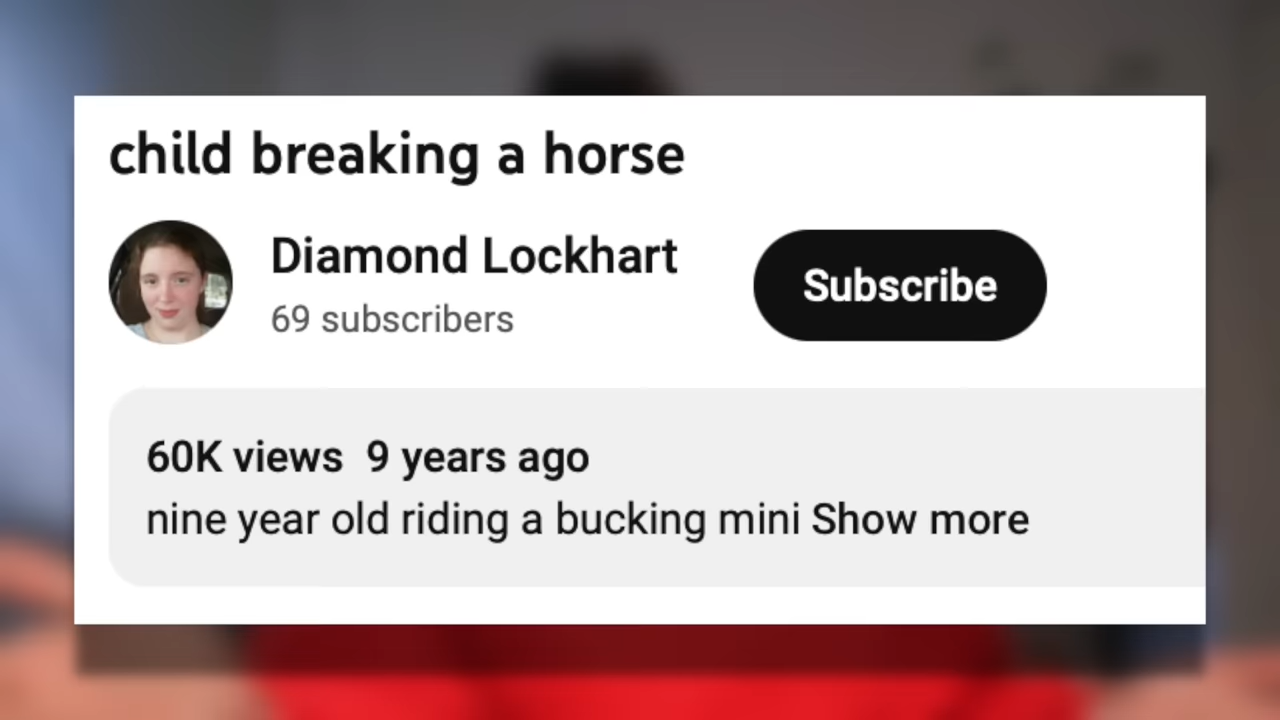 child breaking a horse
Diamond Lockhart
69 subscribers
Subscribe
60K views 9 years ago
nine year old riding a bucking mini Show more